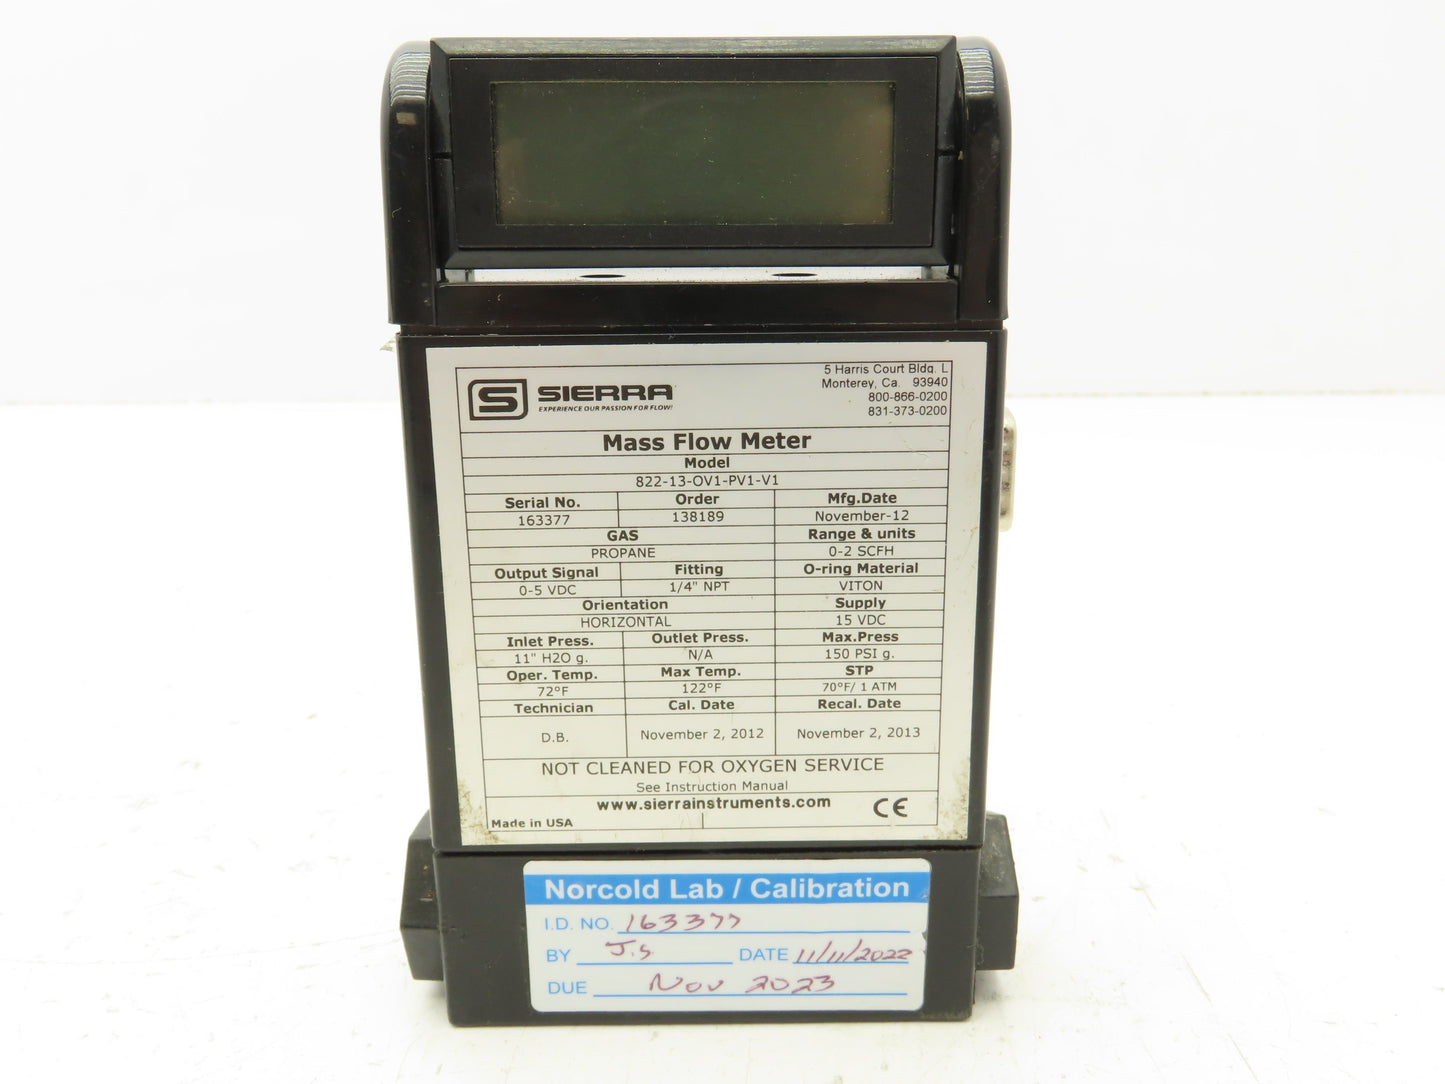 5 Harris Court Bldg. L
Monterey, Ca. 93940
800-866-0200
831-373-0200
SIERRA
EXPERIENCE OUR PASSION FOR FLOW!
Mass Flow Meter
Model
822-13-OV1-PV1-V1
Serial No. Order Mfg.Date
163377 138189 November-12
GAS Range & units
PROPANE 0-2 SCFH
Output Signal Fitting O-ring Material
0-5 VDC 1/4" NPT VITON
Orientation Supply
HORIZONTAL 15 VDC
Inlet Press. Outlet Press. Max.Press
11" H2O g. N/A 150 PSI g.
Oper. Temp. Max Temp. STP
72°F 122°F 70°F/ 1 ATM
Technician Cal. Date Recal. Date
D.B. November 2, 2012 November 2, 2013
NOT CLEANED FOR OXYGEN SERVICE
See Instruction Manual
www.sierrainstruments.com
Made in USA CE
Norcold Lab / Calibration
I.D. NO. 163377
BY J.S. DATE 11/11/2022
DUE Nov 2023